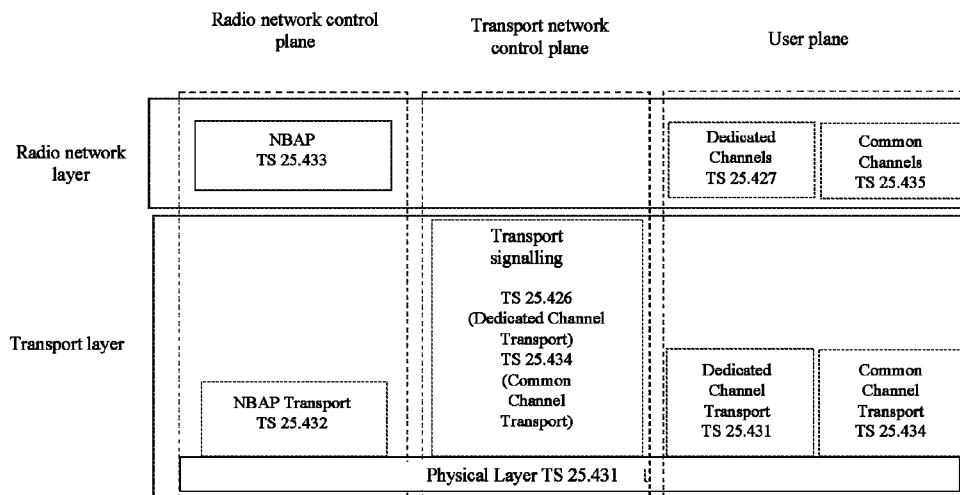 Radio network control
plane
Transport network
control plane
User plane
Radio network
layer
NBAP
TS 25.433
Dedicated
Channels
TS 25.427
Common
Channels
TS 25.435
Transport layer
Transport
signalling
TS 25.426
(Dedicated Channel
Transport)
TS 25.434
(Common
Channel
Transport)
NBAP Transport
TS 25.432
Dedicated
Channel
Transport
TS 25.431
Common
Channel
Transport
TS 25.434
Physical Layer TS 25.431